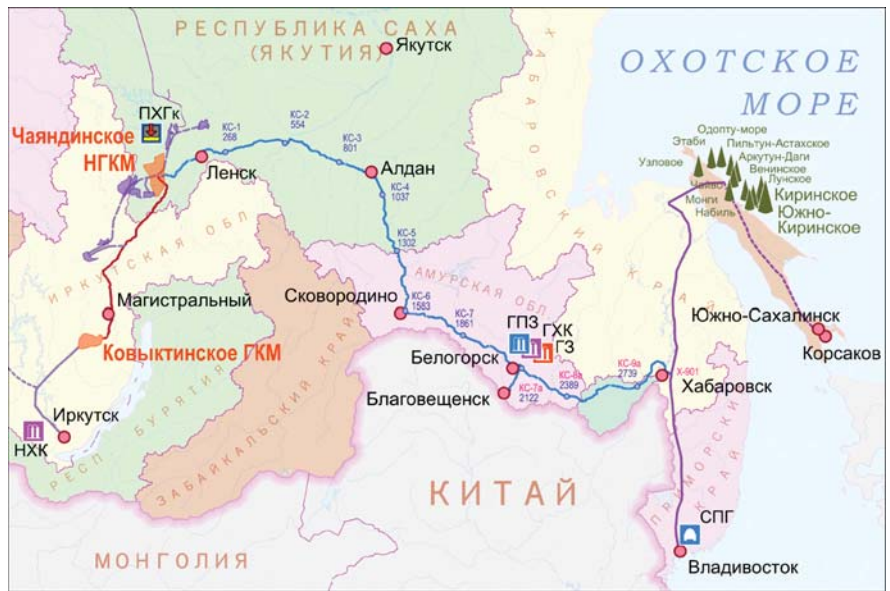 РЕСПУБЛИКА САХА
(ЯКУТИЯ)
Якутск
ХАБАРОВСКИЙ КРАЙ
ОХОТСКОЕ
МОРЕ
ПХГк
Чаяндинское
НГКМ
КС-1
268
КС-2
554
КС-3
801
Ленск
Алдан
КС-4
1037
КС-5
1302
Одопту-море
Этаби
Пильтун-Астахское
Узловое
Аркутун-Даги
Венинское
Лунское
Чайво
Монги
Набиль
Киринское
Южно-
Киринское
ИРКУТСКАЯ ОБЛ
АМУРСКАЯ ОБЛ
Магистральный
Сковородино
КС-6
1583
КС-7
1861
ГПЗ
ГХК
ГЗ
Южно-Сахалинск
Корсаков
Ковыктинское ГКМ
Белогорск
КС-7а
2122
КС-8а
2389
КС-9а
2739
Х-901
Хабаровск
Благовещенск
Иркутск
НХК
РЕСП БУРЯТИЯ
ЗАБАЙКАЛЬСКИЙ КРАЙ
КИТАЙ
ПРИМОРСКИЙ
КРАЙ
СПГ
МОНГОЛИЯ
Владивосток